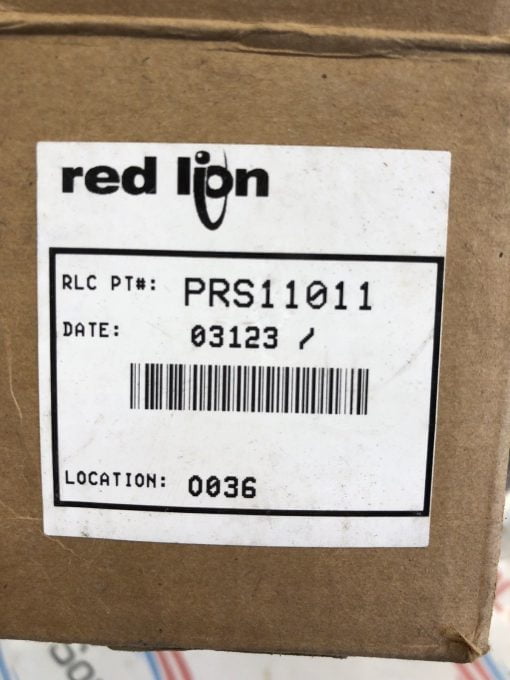 red lion
RLC PT#: PRS11011
DATE: 03123 /
LOCATION: 0036